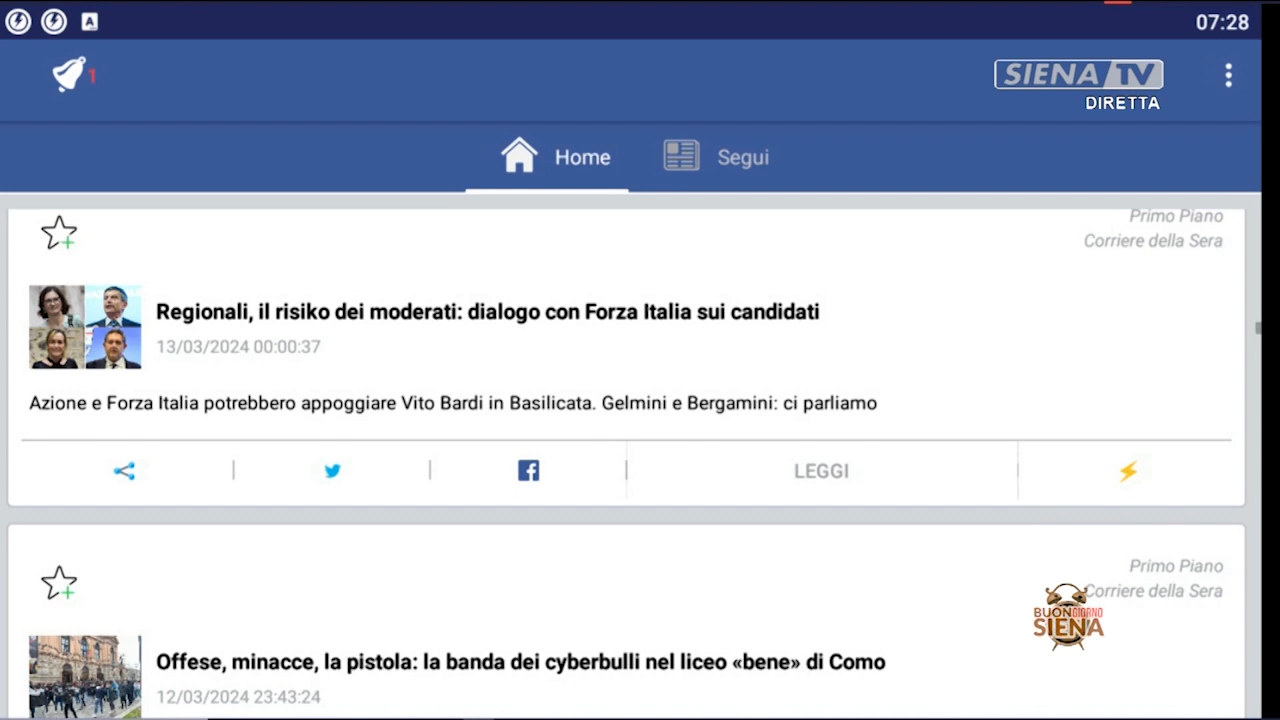 07:28
1
SIENA TV
DIRETTA
Home
Segui
Primo Piano
Corriere della Sera
Regionali, il risiko dei moderati: dialogo con Forza Italia sui candidati
13/03/2024 00:00:37
Azione e Forza Italia potrebbero appoggiare Vito Bardi in Basilicata. Gelmini e Bergamini: ci parliamo
LEGGI
Primo Piano
Corriere della Sera
BUONGIORNO
SIENA
Offese, minacce, la pistola: la banda dei cyberbulli nel liceo «bene» di Como
12/03/2024 23:43:24